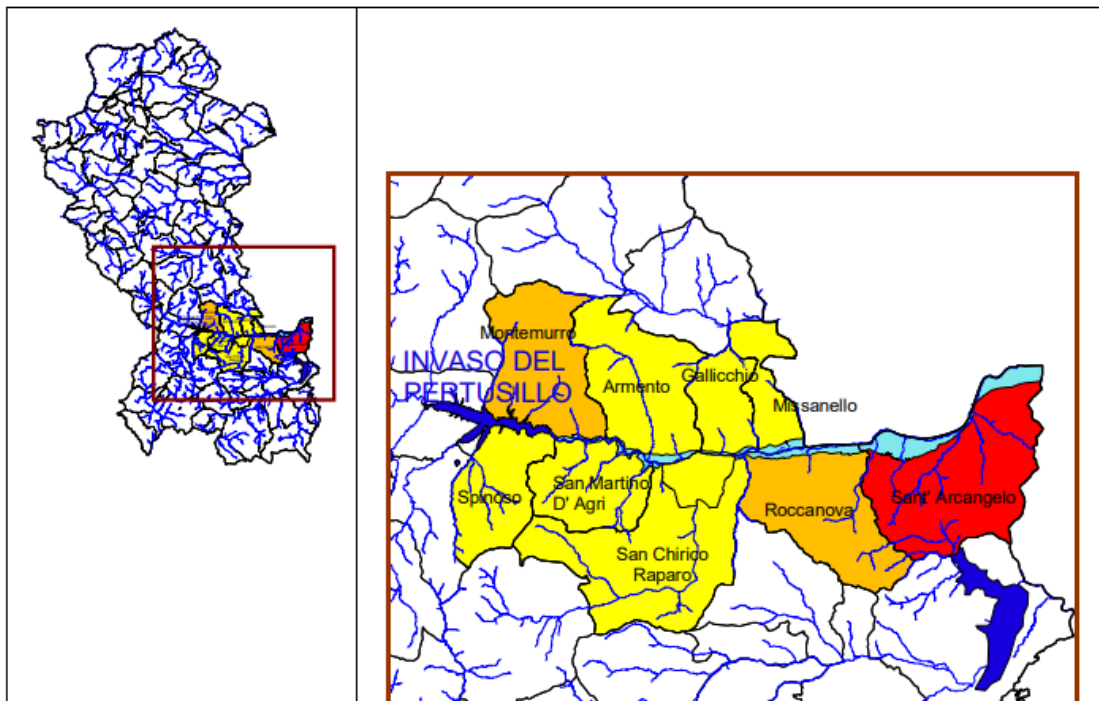 Montemurro
INVASO DEL
PERTUSILLO
Armento
Gallicchio
Missanello
Spinoso
San Martino
D' Agri
San Chirico
Raparo
Roccanova
Sant' Arcangelo